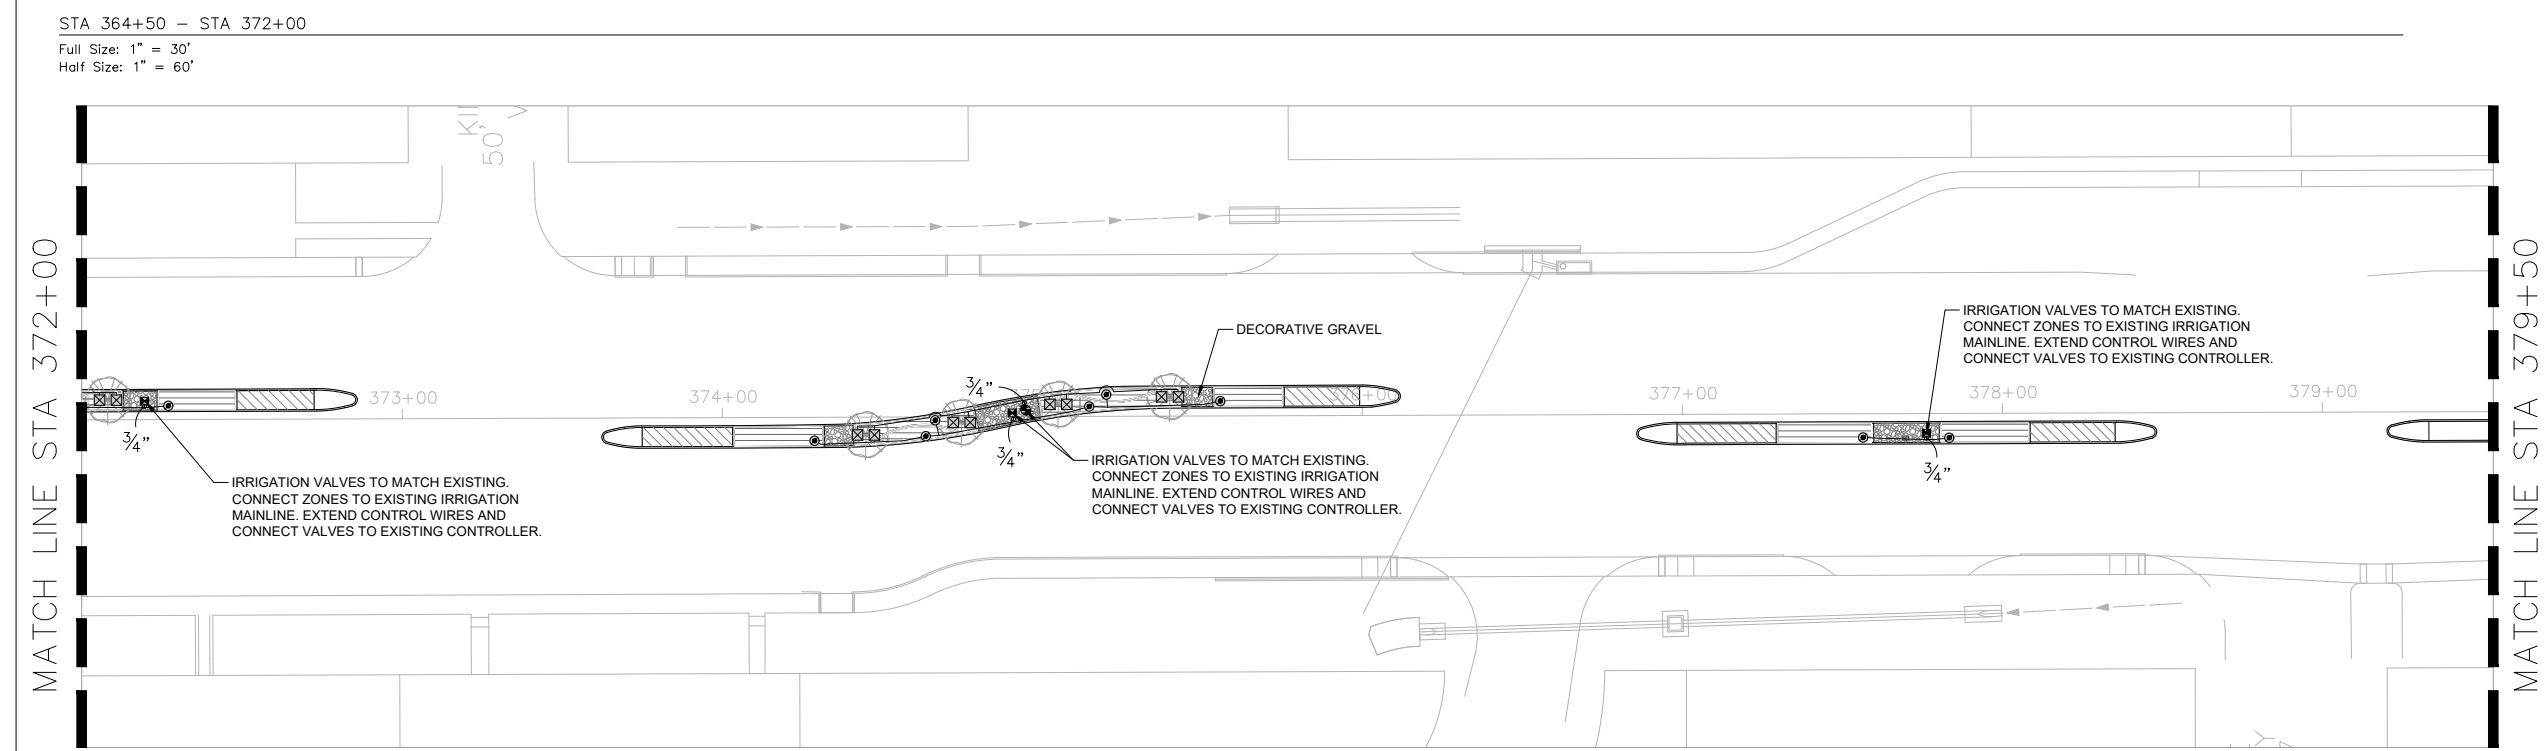 STA 364+50 – STA 372+00
Full Size: 1" = 30'
Half Size: 1" = 60'
50'
MATCH LINE STA 372+00
MATCH LINE STA 379+50
IRRIGATION VALVES TO MATCH EXISTING.
CONNECT ZONES TO EXISTING IRRIGATION
MAINLINE. EXTEND CONTROL WIRES AND
CONNECT VALVES TO EXISTING CONTROLLER.
DECORATIVE GRAVEL
373+00
374+00
376+00
377+00
378+00
379+00
3/4"
3/4"
3/4"
3/4"
IRRIGATION VALVES TO MATCH EXISTING.
CONNECT ZONES TO EXISTING IRRIGATION
MAINLINE. EXTEND CONTROL WIRES AND
CONNECT VALVES TO EXISTING CONTROLLER.
IRRIGATION VALVES TO MATCH EXISTING.
CONNECT ZONES TO EXISTING IRRIGATION
MAINLINE. EXTEND CONTROL WIRES AND
CONNECT VALVES TO EXISTING CONTROLLER.